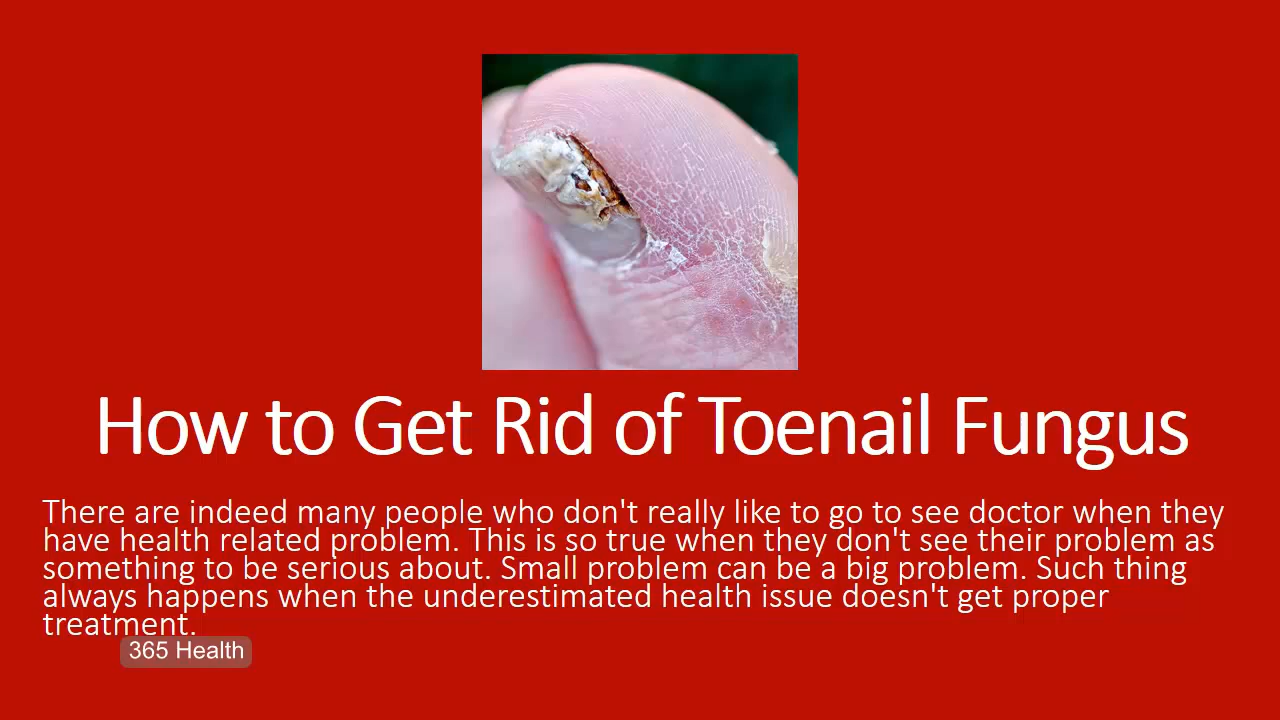 How to Get Rid of Toenail Fungus
There are indeed many people who don't really like to go to see doctor when they
have health related problem. This is so true when they don't see their problem as
something to be serious about. Small problem can be a big problem. Such thing
always happens when the underestimated health issue doesn't get proper
treatment.
365 Health